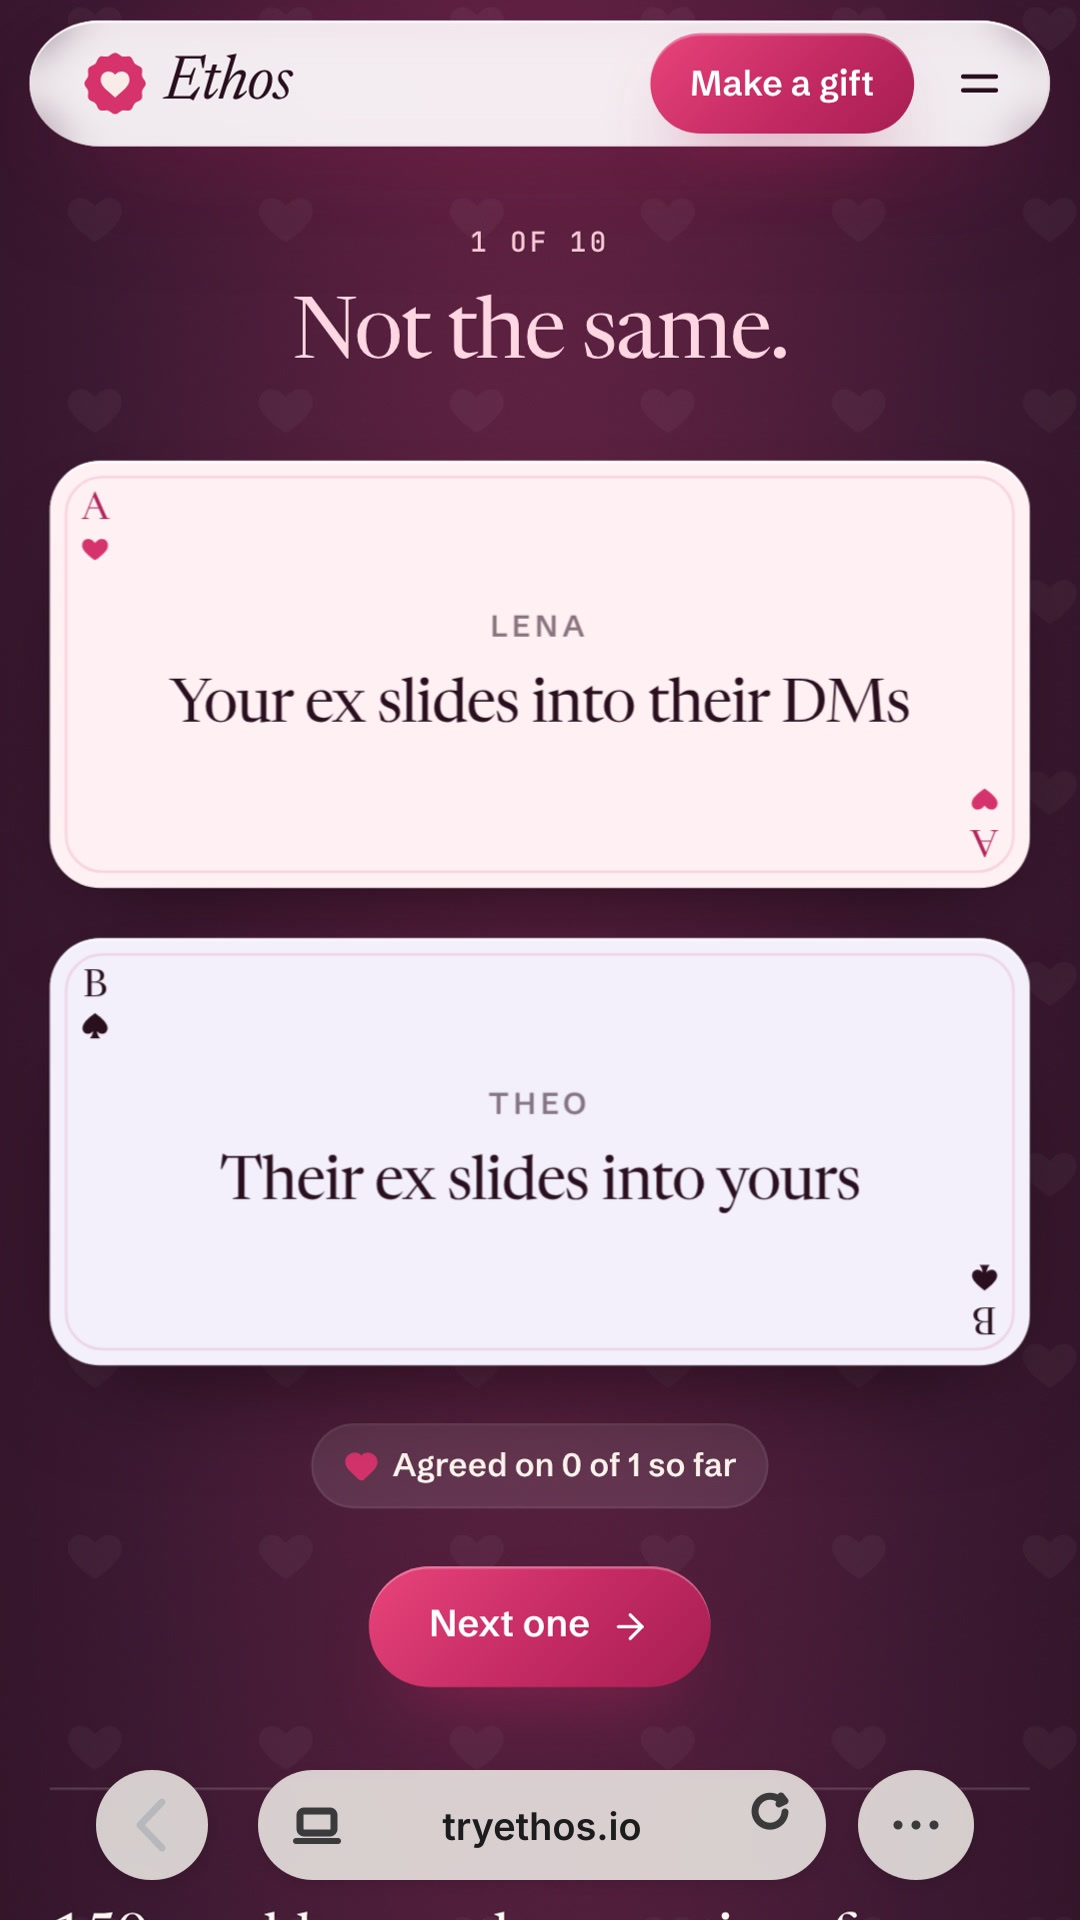 Ethos
Make a gift
1 OF 10
Not the same.
A
LENA
Your ex slides into their DMs
A
B
THEO
Their ex slides into yours
B
Agreed on 0 of 1 so far
Next one →
tryethos.io